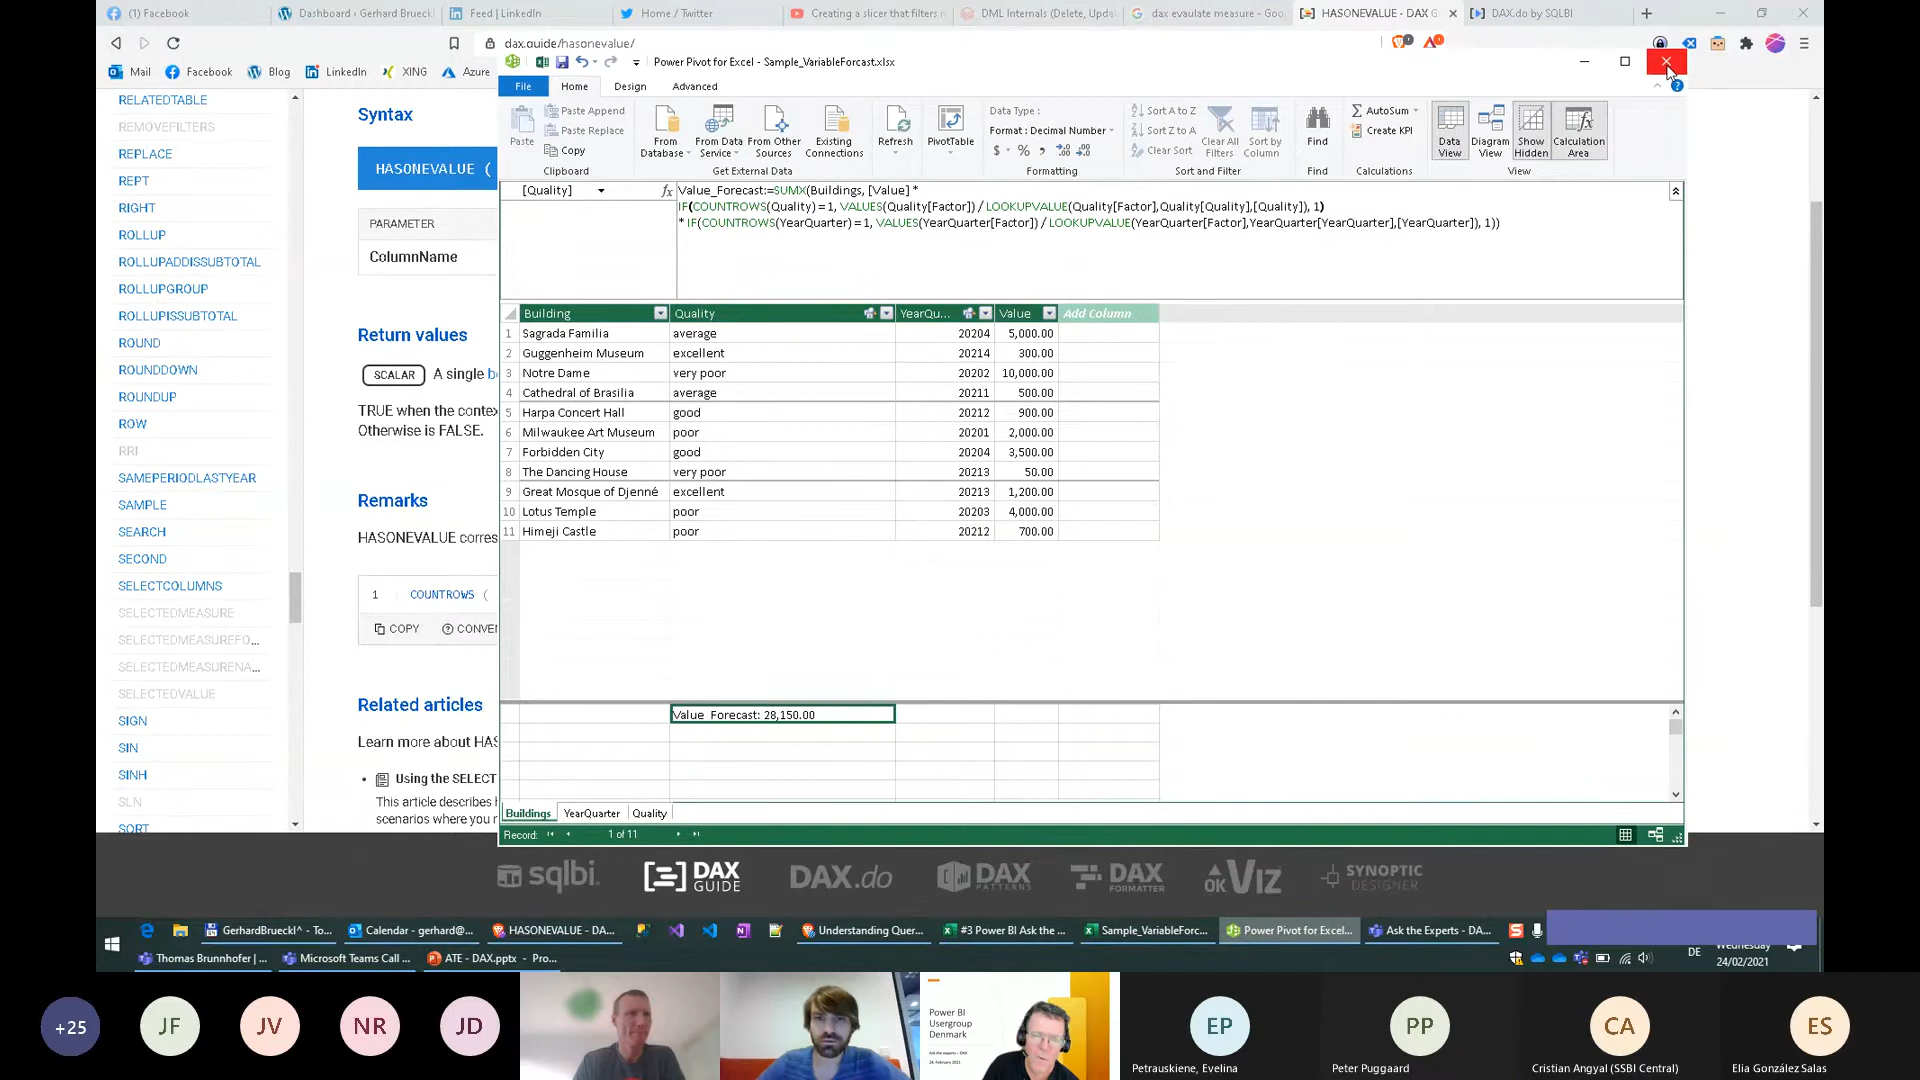 (1) Facebook
Dashboard ‹ Gerhard Brueckl
Feed | LinkedIn
Home / Twitter
Creating a slicer that filters
DML Internals (Delete, Upda
dax evaulate measure - Goo
HASONEVALUE - DAX G
DAX.do by SQLBI
dax.guide/hasonevalue/
Mail
Facebook
Blog
LinkedIn
XING
Azure
RELATEDTABLE
REMOVEFILTERS
REPLACE
REPT
RIGHT
ROLLUP
ROLLUPADDISSUBTOTAL
ROLLUPGROUP
ROLLUPISSUBTOTAL
ROUND
ROUNDDOWN
ROUNDUP
ROW
RRI
SAMEPERIODLASTYEAR
SAMPLE
SEARCH
SECOND
SELECTCOLUMNS
SELECTEDMEASURE
SELECTEDMEASUREFO...
SELECTEDMEASURENA...
SELECTEDVALUE
SIGN
SIN
SINH
SLN
SORT
Syntax
HASONEVALUE (
PARAMETER
ColumnName
Return values
SCALAR A single b
TRUE when the contex
Otherwise is FALSE.
Remarks
HASONEVALUE corres
1 COUNTROWS (
COPY
CONVEN
Related articles
Learn more about HAS
Using the SELECT
This article describes h
scenarios where you n
Power Pivot for Excel - Sample_VariableForcast.xlsx
File
Home
Design
Advanced
Paste
Paste Append
Paste Replace
Copy
Clipboard
From Database
From Data Service
From Other Sources
Existing Connections
Get External Data
Refresh
PivotTable
Data Type :
Format : Decimal Number
$ %
Formatting
Sort A to Z
Sort Z to A
Clear Sort
Clear All Filters
Sort by Column
Sort and Filter
Find
Find
AutoSum
Create KPI
Calculations
Data View
Diagram View
Show Hidden
Calculation Area
View
[Quality]
fx
Value_Forecast:=SUMX(Buildings, [Value] *
IF(COUNTROWS(Quality) = 1, VALUES(Quality[Factor]) / LOOKUPVALUE(Quality[Factor],Quality[Quality],[Quality]), 1)
* IF(COUNTROWS(YearQuarter) = 1, VALUES(YearQuarter[Factor]) / LOOKUPVALUE(YearQuarter[Factor],YearQuarter[YearQuarter],[YearQuarter]), 1))
Building Quality YearQu... Value Add Column
1 Sagrada Familia average 20204 5,000.00
2 Guggenheim Museum excellent 20214 300.00
3 Notre Dame very poor 20202 10,000.00
4 Cathedral of Brasilia average 20211 500.00
5 Harpa Concert Hall good 20212 900.00
6 Milwaukee Art Museum poor 20201 2,000.00
7 Forbidden City good 20204 3,500.00
8 The Dancing House very poor 20213 50.00
9 Great Mosque of Djenné excellent 20213 1,200.00
10 Lotus Temple poor 20203 4,000.00
11 Himeji Castle poor 20212 700.00
Value_Forecast: 28,150.00
Buildings
YearQuarter
Quality
Record:
1 of 11
sqlbi.
DAX GUIDE
DAX.do
DAX PATTERNS
DAX FORMATTER
OK VIZ
SYNOPTIC DESIGNER
GerhardBrueckl^ - To...
Calendar - gerhard@...
HASONEVALUE - DA...
Understanding Quer...
#3 Power BI Ask the ...
Sample_VariableForc...
Power Pivot for Excel...
Ask the Experts - DA...
Thomas Brunnhofer | ...
Microsoft Teams Call ...
ATE - DAX.pptx - Pro...
DE
Wednesday
24/02/2021
+25
JF
JV
NR
JD
Power BI
Usergroup
Denmark
Ask the experts – DAX
24. February 2021
EP
Petrauskiene, Evelina
PP
Peter Puggaard
CA
Cristian Angyal (SSBI Central)
ES
Elia González Salas